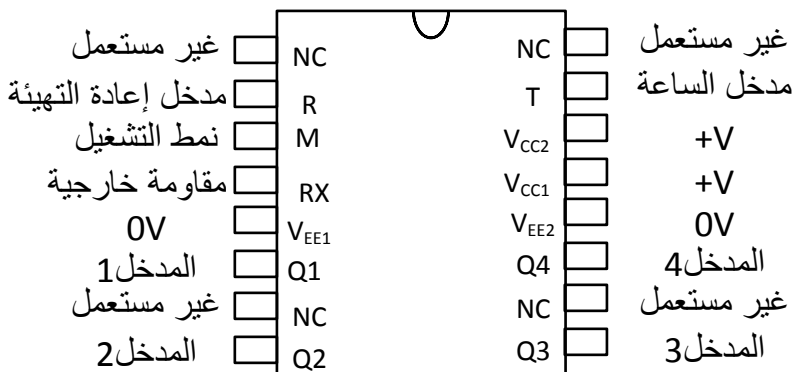 غير مستعمل NC NC غير مستعمل
مدخل إعادة التهيئة R T مدخل الساعة
نمط التشغيل M VCC2 +V
مقاومة خارجية RX VCC1 +V
0V VEE1 VEE2 0V
المدخل1 Q1 Q4 المدخل4
غير مستعمل NC NC غير مستعمل
المدخل2 Q2 Q3 المدخل3